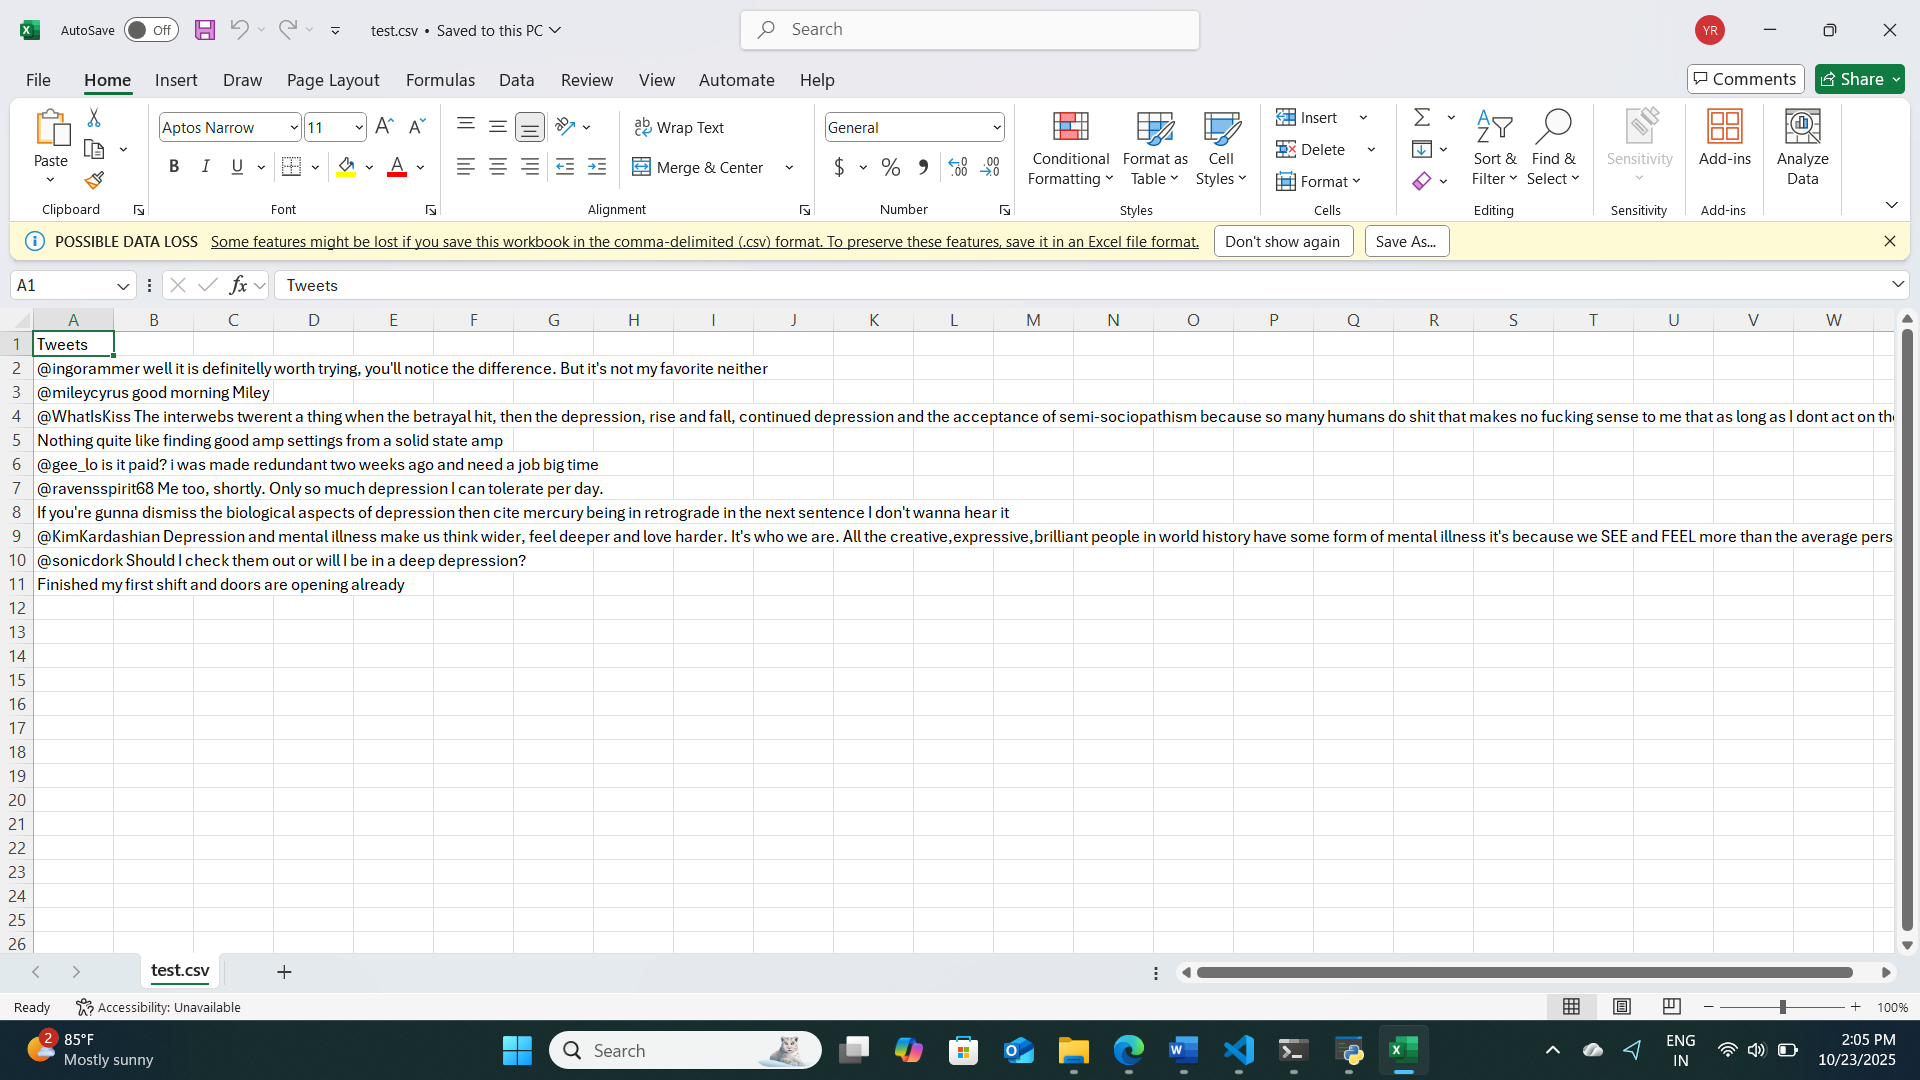 AutoSave Off test.csv • Saved to this PC Search YR
File Home Insert Draw Page Layout Formulas Data Review View Automate Help Comments Share
Paste Aptos Narrow 11 Wrap Text General Insert
B I U Merge & Center $ % Delete
Conditional Formatting Format as Table Cell Styles Format Sort & Filter Find & Select Sensitivity Add-ins Analyze Data
Clipboard Font Alignment Number Styles Cells Editing Sensitivity Add-ins
POSSIBLE DATA LOSS Some features might be lost if you save this workbook in the comma-delimited (.csv) format. To preserve these features, save it in an Excel file format. Don't show again Save As...
A1 fx Tweets
A B C D E F G H I J K L M N O P Q R S T U V W
1 Tweets
2 @ingorammer well it is definitelly worth trying, you'll notice the difference. But it's not my favorite neither
3 @mileycyrus good morning Miley
4 @WhatIsKiss The interwebs twerent a thing when the betrayal hit, then the depression, rise and fall, continued depression and the acceptance of semi-sociopathism because so many humans do shit that makes no fucking sense to me that as long as I dont act on the
5 Nothing quite like finding good amp settings from a solid state amp
6 @gee_lo is it paid? i was made redundant two weeks ago and need a job big time
7 @ravensspirit68 Me too, shortly. Only so much depression I can tolerate per day.
8 If you're gunna dismiss the biological aspects of depression then cite mercury being in retrograde in the next sentence I don't wanna hear it
9 @KimKardashian Depression and mental illness make us think wider, feel deeper and love harder. It's who we are. All the creative,expressive,brilliant people in world history have some form of mental illness it's because we SEE and FEEL more than the average pers
10 @sonicdork Should I check them out or will I be in a deep depression?
11 Finished my first shift and doors are opening already
12
13
14
15
16
17
18
19
20
21
22
23
24
25
26
test.csv
Ready Accessibility: Unavailable 100%
2 85°F Search ENG 2:05 PM
Mostly sunny IN 10/23/2025